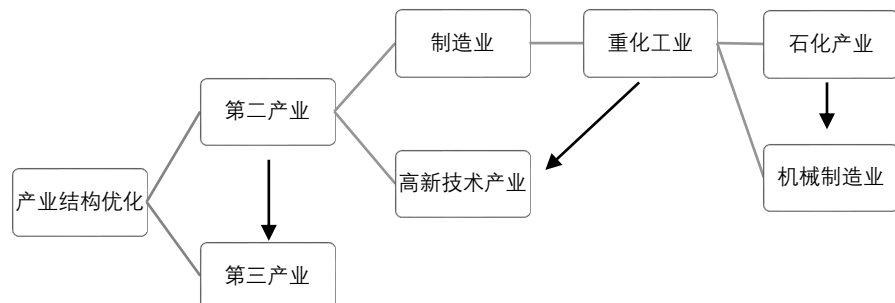 制造业
重化工业
石化产业
第二产业
高新技术产业
机械制造业
产业结构优化
第三产业